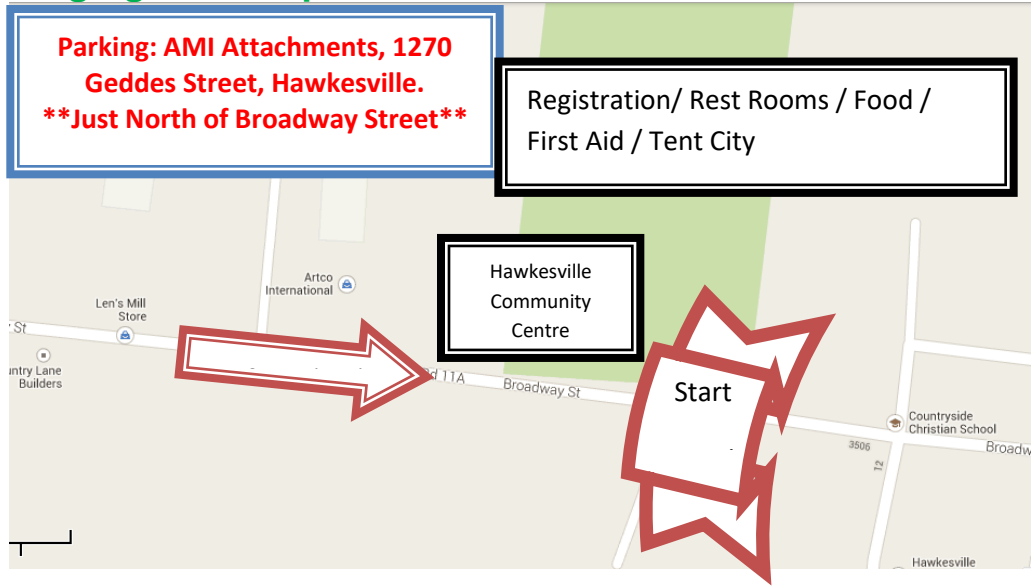 Parking: AMI Attachments, 1270
Geddes Street, Hawkesville.
**Just North of Broadway Street**
Registration/ Rest Rooms / Food /
First Aid / Tent City
Hawkesville
Community
Centre
Artco
International
Len's Mill
Store
St
Lane
Builders
11A
Broadway St
Start
Countryside
Christian School
3506
12
Hawkesville